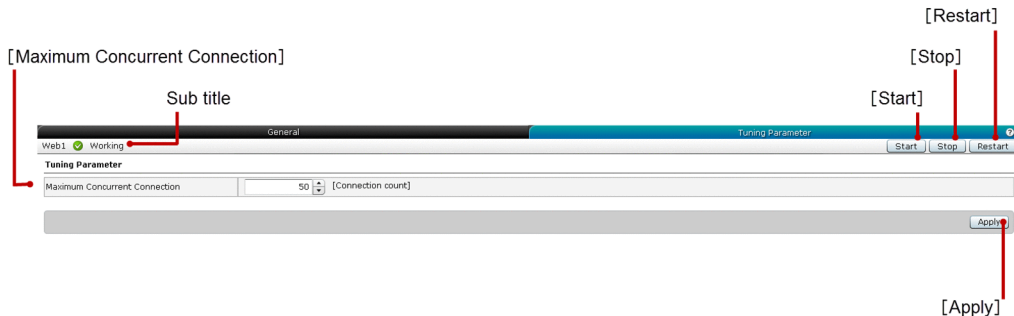 [Restart]
[Maximum Concurrent Connection]
[Stop]
Sub title
[Start]
General
Tuning Parameter
?
Web1 Working
Start Stop Restart
Tuning Parameter
Maximum Concurrent Connection 50 [Connection count]
Apply
[Apply]